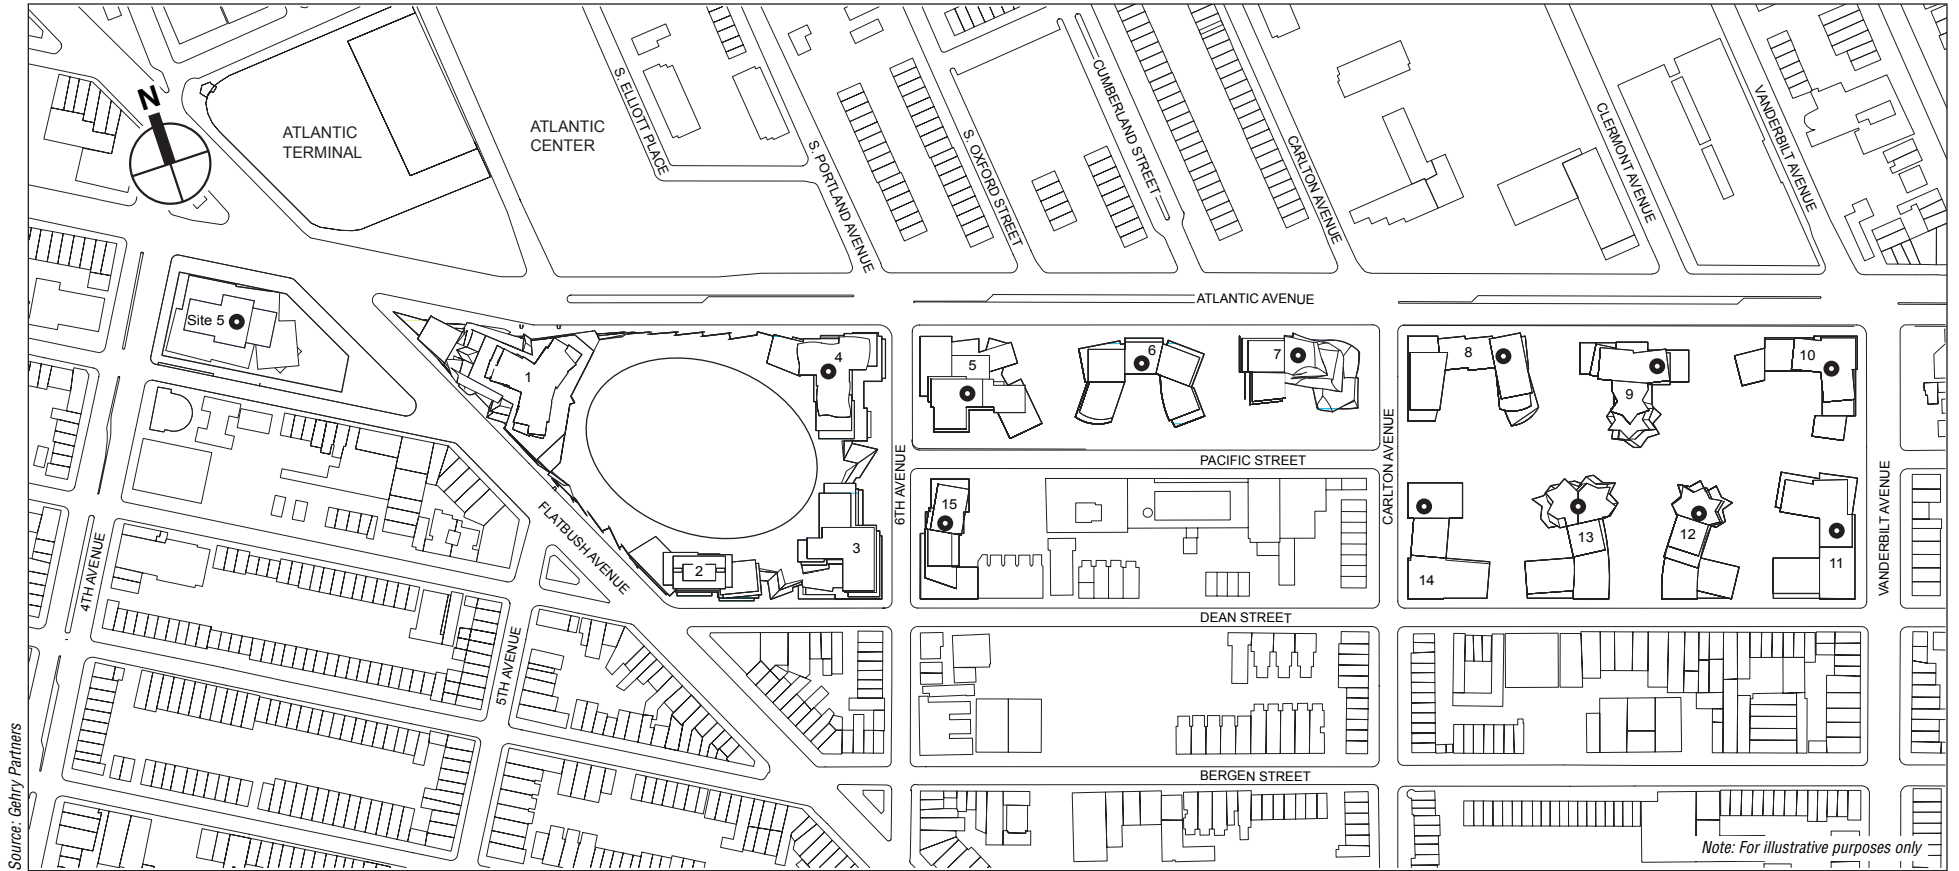 N
ATLANTIC
TERMINAL
ATLANTIC
CENTER
S. ELLIOTT PLACE
S. PORTLAND AVENUE
S. OXFORD STREET
CUMBERLAND STREET
CARLTON AVENUE
CLERMONT AVENUE
VANDERBILT AVENUE
ATLANTIC AVENUE
Site 5
1
4
5
6
7
8
9
10
PACIFIC STREET
6TH AVENUE
CARLTON AVENUE
VANDERBILT AVENUE
FLATBUSH AVENUE
4TH AVENUE
5TH AVENUE
15
2
3
14
13
12
11
DEAN STREET
BERGEN STREET
Source: Gehry Partners
Note: For illustrative purposes only